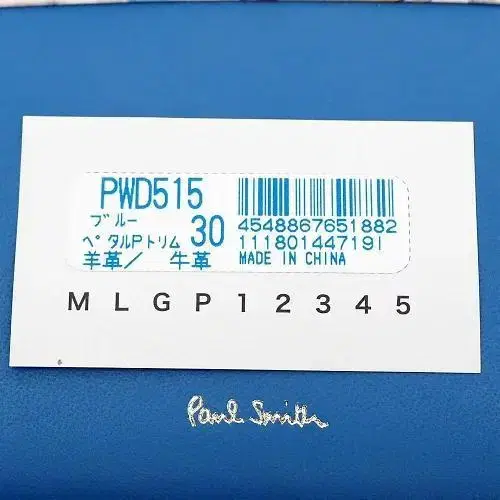 PWD515
ブルー
ペタルPトリム 30
羊革/ 牛革
4548867651882
111801447191
MADE IN CHINA
M L G P 1 2 3 4 5
Paul Smith